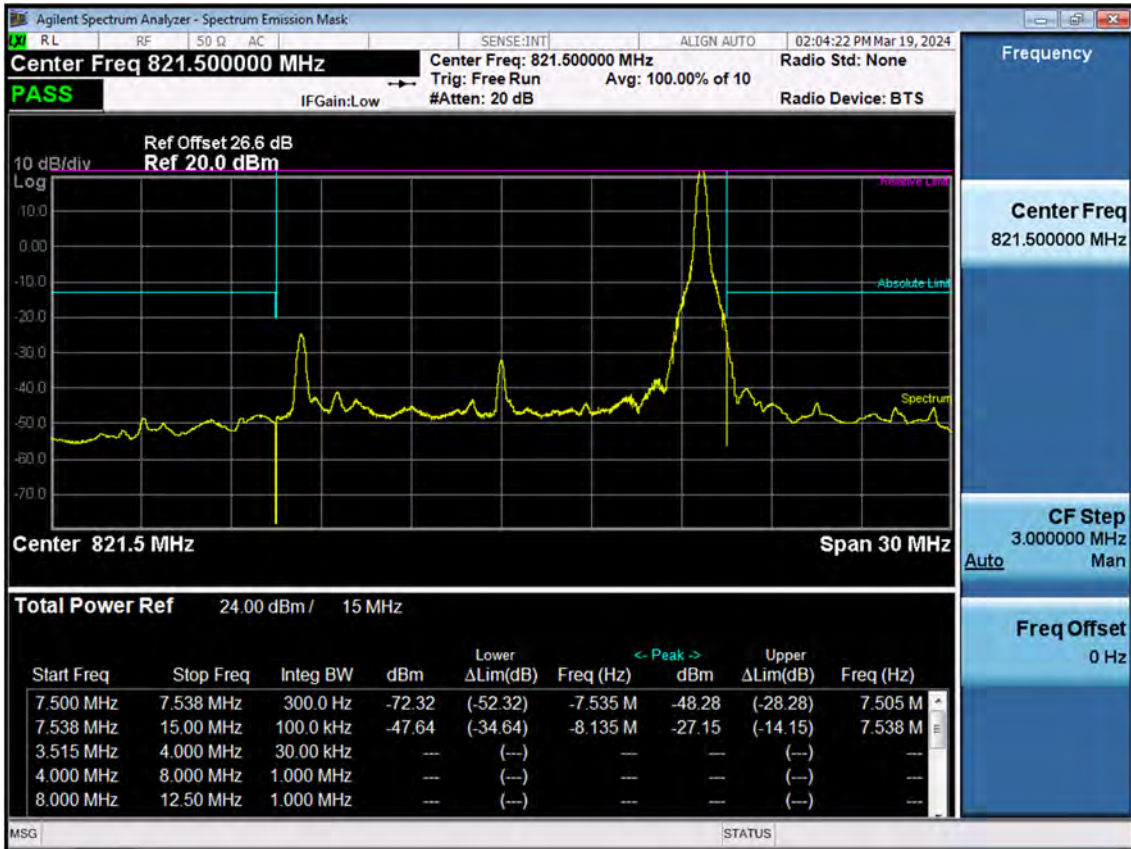 Agilent Spectrum Analyzer - Spectrum Emission Mask
LXI RL RF 50 Ω AC SENSE:INT ALIGN AUTO 02:04:22 PM Mar 19, 2024
Center Freq 821.500000 MHz Center Freq: 821.500000 MHz Radio Std: None
Trig: Free Run Avg: 100.00% of 10
PASS IFGain:Low #Atten: 20 dB Radio Device: BTS
Ref Offset 26.6 dB
10 dB/div Ref 20.0 dBm
Log
Relative Limit
10.0
0.00
-10.0
Absolute Limit
-20.0
-30.0
-40.0
Spectrum
-50.0
-60.0
-70.0
Center 821.5 MHz Span 30 MHz
Total Power Ref 24.00 dBm / 15 MHz
Lower <- Peak -> Upper
Start Freq Stop Freq Integ BW dBm ΔLim(dB) Freq (Hz) dBm ΔLim(dB) Freq (Hz)
7.500 MHz 7.538 MHz 300.0 Hz -72.32 (-52.32) -7.535 M -48.28 (-28.28) 7.505 M
7.538 MHz 15.00 MHz 100.0 kHz -47.64 (-34.64) -8.135 M -27.15 (-14.15) 7.538 M
3.515 MHz 4.000 MHz 30.00 kHz --- (---) --- --- (---) ---
4.000 MHz 8.000 MHz 1.000 MHz --- (---) --- --- (---) ---
8.000 MHz 12.50 MHz 1.000 MHz --- (---) --- --- (---) ---
MSG STATUS
Frequency
Center Freq
821.500000 MHz
CF Step
3.000000 MHz
Auto Man
Freq Offset
0 Hz